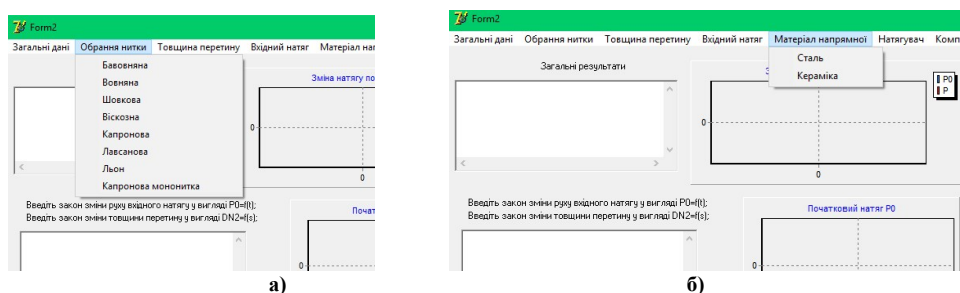 Form2
Загальні дані Обрання нитки Товщина перетину Вхідний натяг Матеріал нап
Бавовняна
Вовняна
Шовкова
Віскозна
Капронова
Лавсанова
Льон
Капронова мононитка
Зміна натягу по
0
0
Введіть закон зміни руху вхідного натягу у вигляді P0=f(t);
Введіть закон зміни товщини перетину у вигляді DN2=f(s);
Почат
0
а)
Form2
Загальні дані Обрання нитки Товщина перетину Вхідний натяг Матеріал напрямної Натягувач Комп
Сталь
Кераміка
Загальні результати
P0
P
0
0
Введіть закон зміни руху вхідного натягу у вигляді P0=f(t);
Введіть закон зміни товщини перетину у вигляді DN2=f(s);
Початковий натяг P0
0
б)